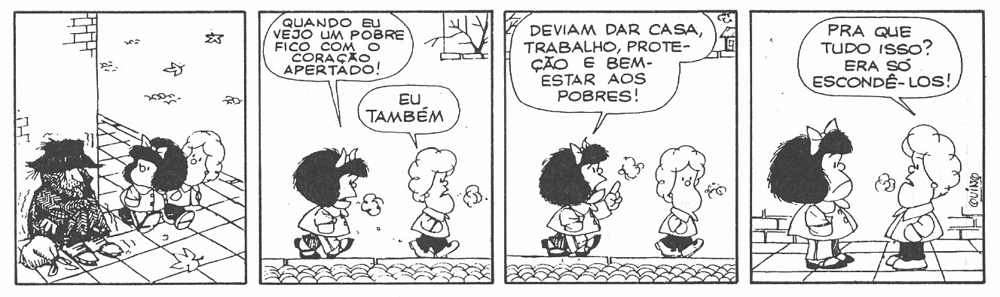 QUANDO EU
VEJO UM POBRE
FICO COM O
CORAÇÃO
APERTADO!
EU
TAMBÉM
DEVIAM DAR CASA,
TRABALHO, PROTE-
ÇÃO E BEM-
ESTAR AOS
POBRES!
PRA QUE
TUDO ISSO?
ERA SÓ
ESCONDÊ-LOS!
QUINO